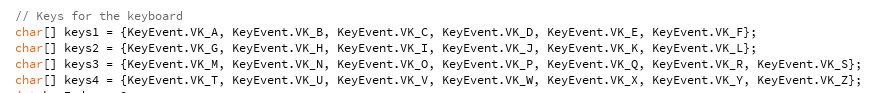 // Keys for the keyboard
char[] keys1 = {KeyEvent.VK_A, KeyEvent.VK_B, KeyEvent.VK_C, KeyEvent.VK_D, KeyEvent.VK_E, KeyEvent.VK_F};
char[] keys2 = {KeyEvent.VK_G, KeyEvent.VK_H, KeyEvent.VK_I, KeyEvent.VK_J, KeyEvent.VK_K, KeyEvent.VK_L};
char[] keys3 = {KeyEvent.VK_M, KeyEvent.VK_N, KeyEvent.VK_O, KeyEvent.VK_P, KeyEvent.VK_Q, KeyEvent.VK_R, KeyEvent.VK_S};
char[] keys4 = {KeyEvent.VK_T, KeyEvent.VK_U, KeyEvent.VK_V, KeyEvent.VK_W, KeyEvent.VK_X, KeyEvent.VK_Y, KeyEvent.VK_Z};